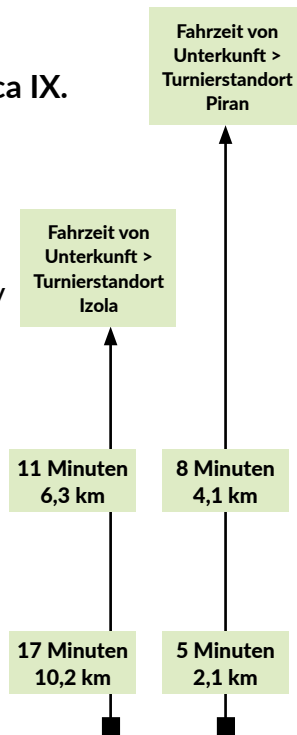 ca IX.
Fahrzeit von
Unterkunft >
Turnierstandort
Piran
Fahrzeit von
Unterkunft >
Turnierstandort
Izola
11 Minuten
6,3 km
8 Minuten
4,1 km
17 Minuten
10,2 km
5 Minuten
2,1 km